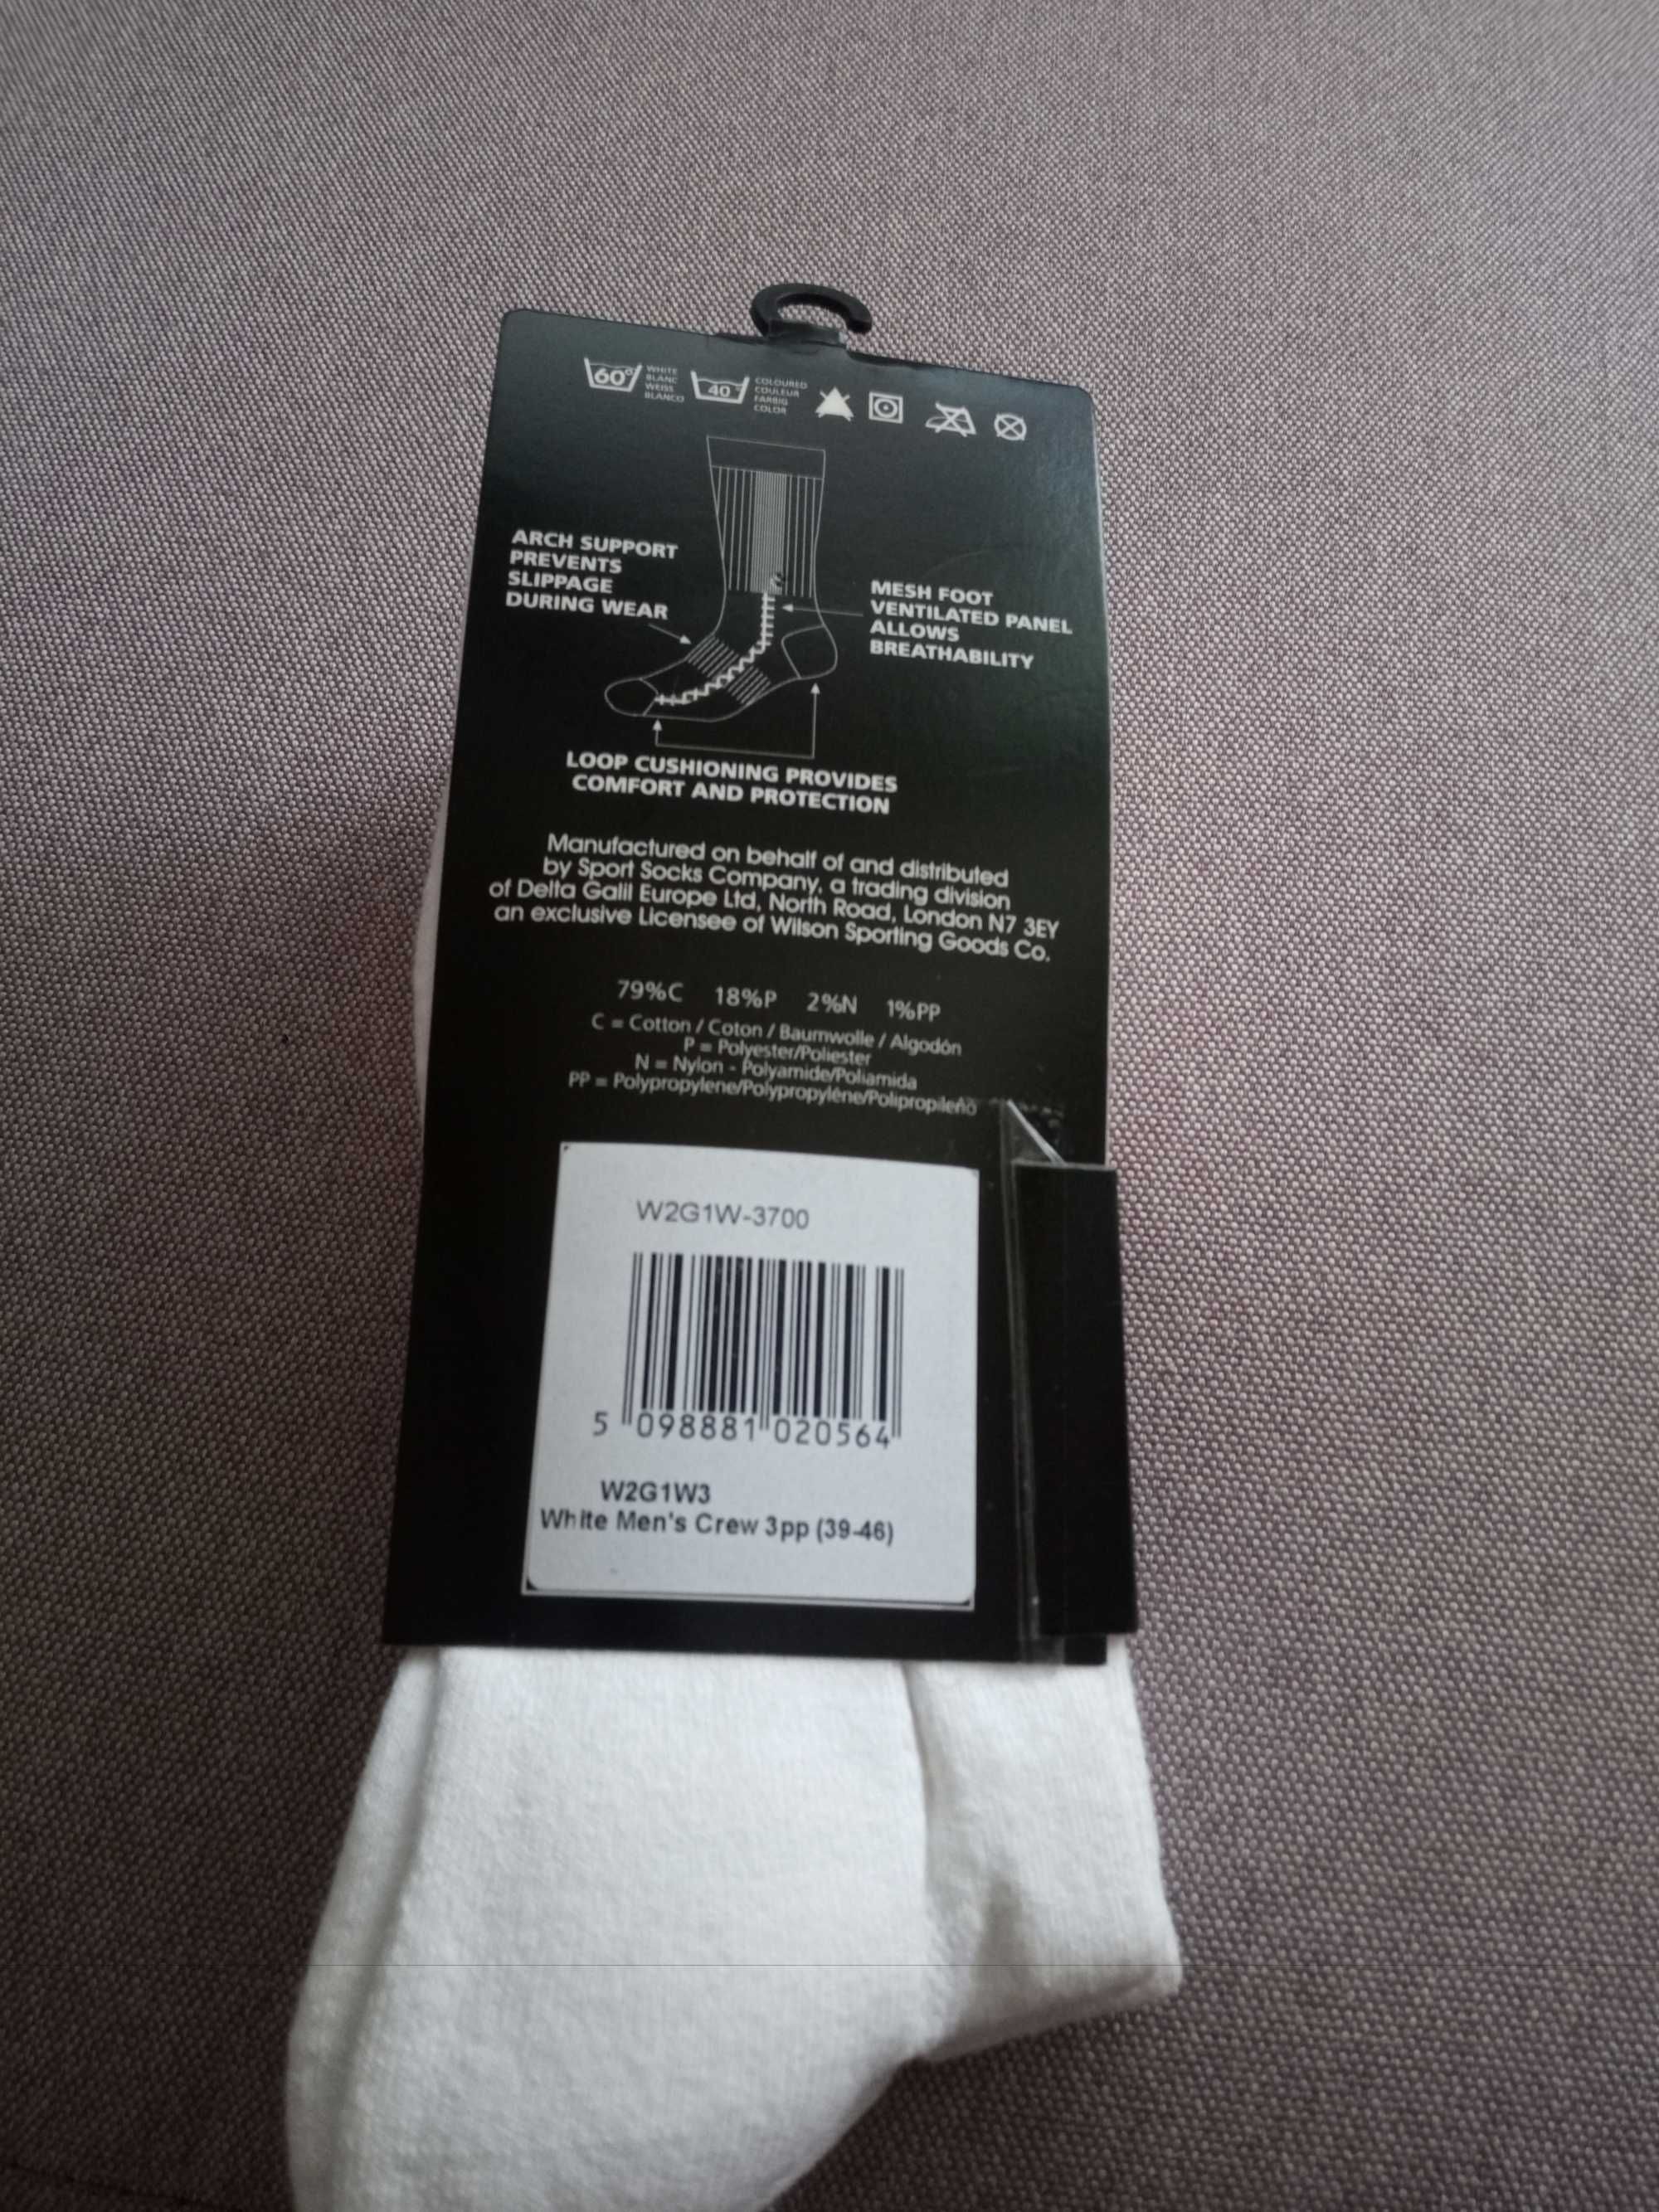 60°
WHITE
BLANC
WEISS
BLANCO
40
COLOURED
COULEUR
FARBIG
COLOR
ARCH SUPPORT
PREVENTS
SLIPPAGE
DURING WEAR
MESH FOOT
VENTILATED PANEL
ALLOWS
BREATHABILITY
LOOP CUSHIONING PROVIDES
COMFORT AND PROTECTION
Manufactured on behalf of and distributed
by Sport Socks Company, a trading division
of Delta Galil Europe Ltd, North Road, London N7 3EY
an exclusive Licensee of Wilson Sporting Goods Co.
79%C 18%P 2%N 1%PP
C = Cotton / Coton / Baumwolle / Algodón
P = Polyester/Poliester
N = Nylon - Polyamide/Poliamida
PP = Polypropylene/Polypropyléne/Polipropileño
W2G1W-3700
5 098881 020564
W2G1W3
White Men's Crew 3pp (39-46)